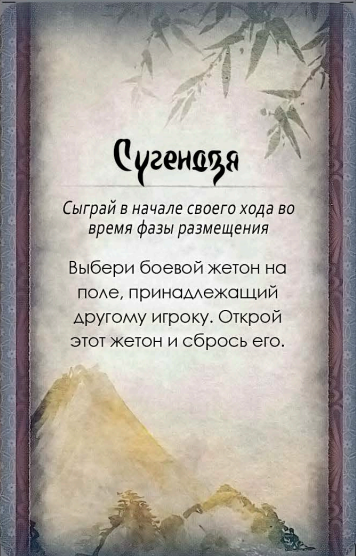 Сугендзя
Сыграй в начале своего хода во
время фазы размещения
Выбери боевой жетон на
поле, принадлежащий
другому игроку. Открой
этот жетон и сбрось его.